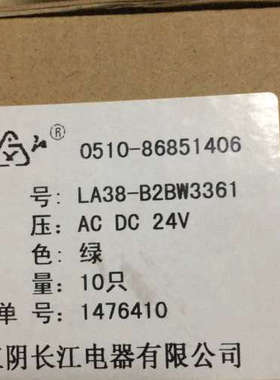 江® 0510-86851406
号: LA38-B2BW3361
压: AC DC 24V
色: 绿
量: 10只
单 号: 1476410
阴长江电器有限公司